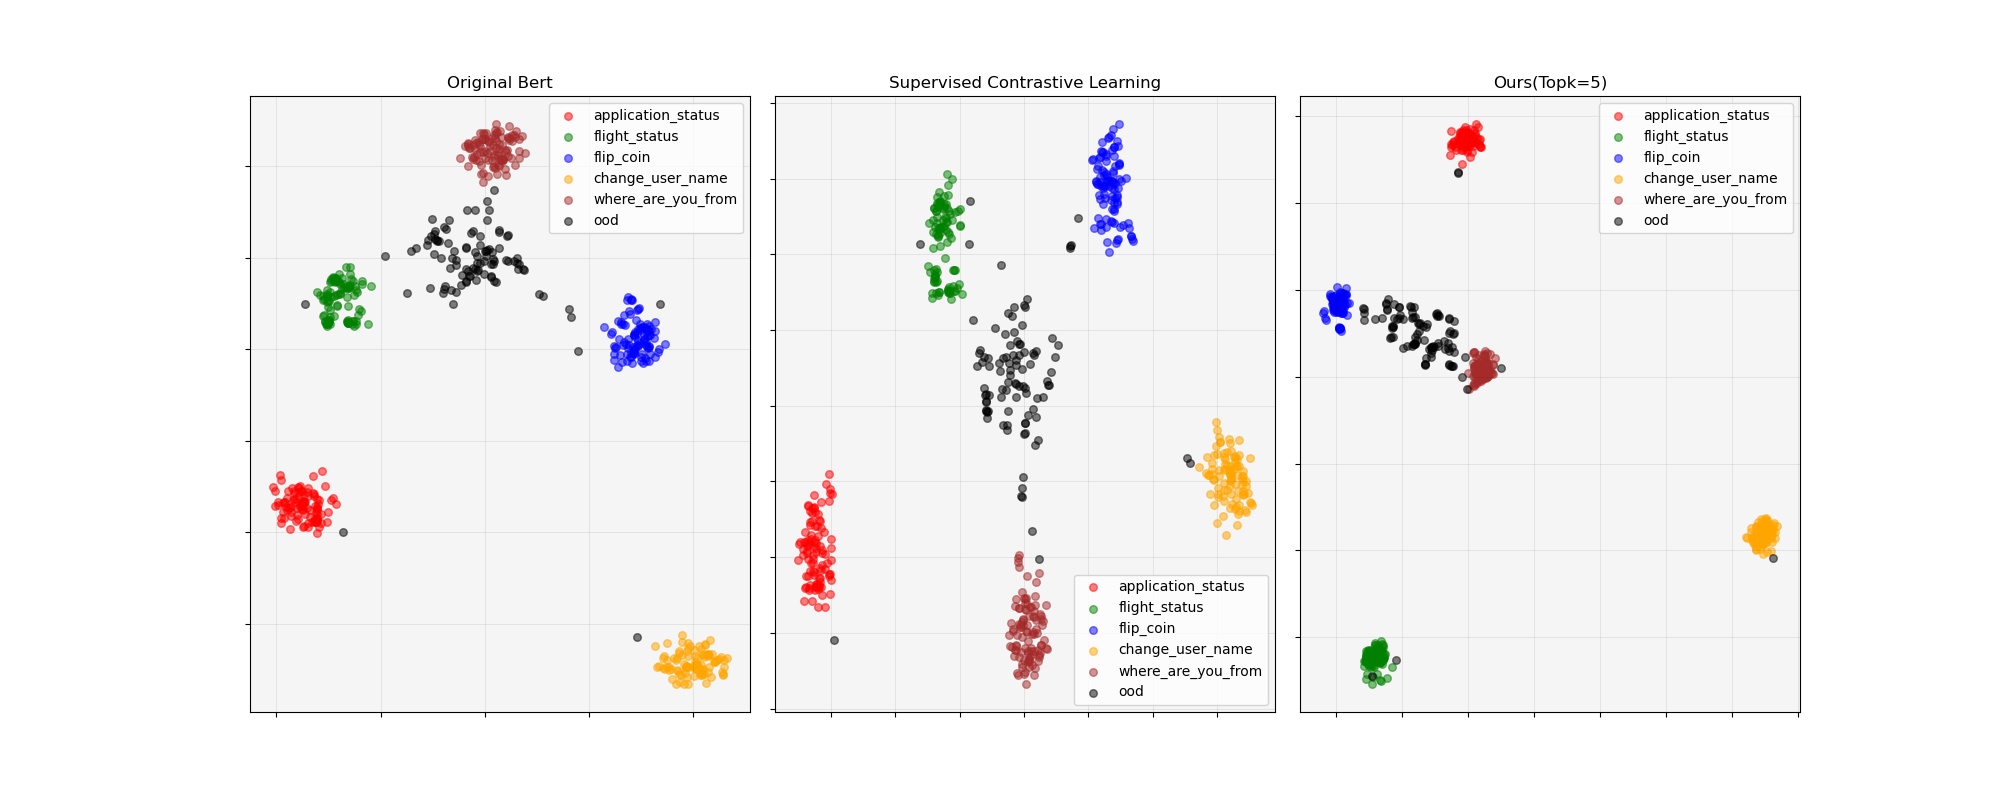 Original Bert
application_status
flight_status
flip_coin
change_user_name
where_are_you_from
ood
Supervised Contrastive Learning
application_status
flight_status
flip_coin
change_user_name
where_are_you_from
ood
Ours(Topk=5)
application_status
flight_status
flip_coin
change_user_name
where_are_you_from
ood